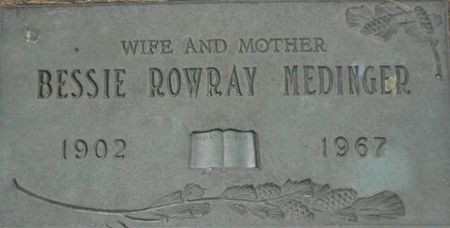 WIFE AND MOTHER
BESSIE ROWRAY MEDINGER
1902 1967